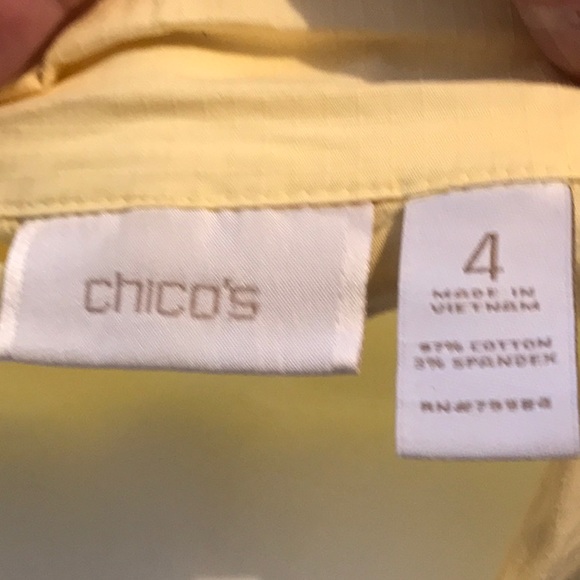 chico's
4
MADE IN
VIETNAM
97% COTTON
3% SPANDEX